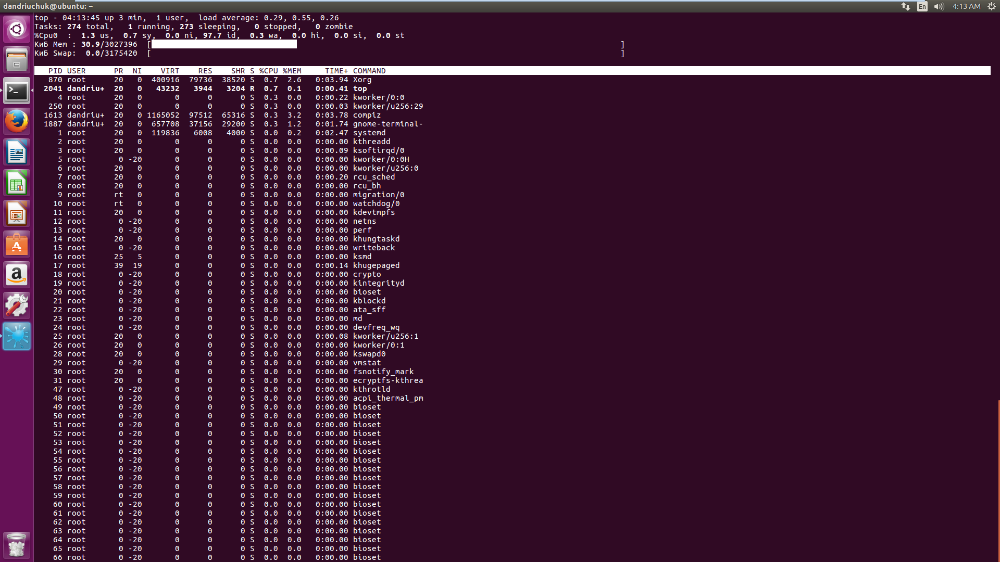 dandriuchuk@ubuntu: ~
En
4:13 AM
top - 04:13:45 up 3 min,  1 user,  load average: 0.29, 0.55, 0.26
Tasks: 274 total,   1 running, 273 sleeping,   0 stopped,   0 zombie
%Cpu0  :  1.3 us,  0.7 sy,  0.0 ni, 97.7 id,  0.3 wa,  0.0 hi,  0.0 si,  0.0 st
КиБ Mem : 30.9/3027396  [ ]
КиБ Swap:  0.0/3175420  [ ]
PID USER PR NI VIRT RES SHR S %CPU %MEM TIME+ COMMAND
870 root 20 0 400916 79736 38520 S 0.7 2.6 0:03.94 Xorg
2041 dandriu+ 20 0 43232 3944 3204 R 0.7 0.1 0:00.41 top
4 root 20 0 0 0 0 S 0.3 0.0 0:00.22 kworker/0:0
250 root 20 0 0 0 0 S 0.3 0.0 0:00.03 kworker/u256:29
1613 dandriu+ 20 0 1165052 97512 65316 S 0.3 3.2 0:03.78 compiz
1887 dandriu+ 20 0 657708 37156 29200 S 0.3 1.2 0:01.74 gnome-terminal-
1 root 20 0 119836 6008 4000 S 0.0 0.2 0:02.47 systemd
2 root 20 0 0 0 0 S 0.0 0.0 0:00.00 kthreadd
3 root 20 0 0 0 0 S 0.0 0.0 0:00.09 ksoftirqd/0
5 root 0 -20 0 0 0 S 0.0 0.0 0:00.00 kworker/0:0H
6 root 20 0 0 0 0 S 0.0 0.0 0:00.00 kworker/u256:0
7 root 20 0 0 0 0 S 0.0 0.0 0:00.20 rcu_sched
8 root 20 0 0 0 0 S 0.0 0.0 0:00.00 rcu_bh
9 root rt 0 0 0 0 S 0.0 0.0 0:00.00 migration/0
10 root rt 0 0 0 0 S 0.0 0.0 0:00.00 watchdog/0
11 root 20 0 0 0 0 S 0.0 0.0 0:00.00 kdevtmpfs
12 root 0 -20 0 0 0 S 0.0 0.0 0:00.00 netns
13 root 0 -20 0 0 0 S 0.0 0.0 0:00.00 perf
14 root 20 0 0 0 0 S 0.0 0.0 0:00.00 khungtaskd
15 root 0 -20 0 0 0 S 0.0 0.0 0:00.00 writeback
16 root 25 5 0 0 0 S 0.0 0.0 0:00.00 ksmd
17 root 39 19 0 0 0 S 0.0 0.0 0:00.14 khugepaged
18 root 0 -20 0 0 0 S 0.0 0.0 0:00.00 crypto
19 root 0 -20 0 0 0 S 0.0 0.0 0:00.00 kintegrityd
20 root 0 -20 0 0 0 S 0.0 0.0 0:00.00 bioset
21 root 0 -20 0 0 0 S 0.0 0.0 0:00.00 kblockd
22 root 0 -20 0 0 0 S 0.0 0.0 0:00.00 ata_sff
23 root 0 -20 0 0 0 S 0.0 0.0 0:00.00 md
24 root 0 -20 0 0 0 S 0.0 0.0 0:00.00 devfreq_wq
25 root 20 0 0 0 0 S 0.0 0.0 0:00.08 kworker/u256:1
26 root 20 0 0 0 0 S 0.0 0.0 0:00.00 kworker/0:1
28 root 20 0 0 0 0 S 0.0 0.0 0:00.00 kswapd0
29 root 0 -20 0 0 0 S 0.0 0.0 0:00.00 vmstat
30 root 20 0 0 0 0 S 0.0 0.0 0:00.00 fsnotify_mark
31 root 20 0 0 0 0 S 0.0 0.0 0:00.00 ecryptfs-kthrea
47 root 0 -20 0 0 0 S 0.0 0.0 0:00.00 kthrotld
48 root 0 -20 0 0 0 S 0.0 0.0 0:00.00 acpi_thermal_pm
49 root 0 -20 0 0 0 S 0.0 0.0 0:00.00 bioset
50 root 0 -20 0 0 0 S 0.0 0.0 0:00.00 bioset
51 root 0 -20 0 0 0 S 0.0 0.0 0:00.00 bioset
52 root 0 -20 0 0 0 S 0.0 0.0 0:00.00 bioset
53 root 0 -20 0 0 0 S 0.0 0.0 0:00.00 bioset
54 root 0 -20 0 0 0 S 0.0 0.0 0:00.00 bioset
55 root 0 -20 0 0 0 S 0.0 0.0 0:00.00 bioset
56 root 0 -20 0 0 0 S 0.0 0.0 0:00.00 bioset
57 root 0 -20 0 0 0 S 0.0 0.0 0:00.00 bioset
58 root 0 -20 0 0 0 S 0.0 0.0 0:00.00 bioset
59 root 0 -20 0 0 0 S 0.0 0.0 0:00.00 bioset
60 root 0 -20 0 0 0 S 0.0 0.0 0:00.00 bioset
61 root 0 -20 0 0 0 S 0.0 0.0 0:00.00 bioset
62 root 0 -20 0 0 0 S 0.0 0.0 0:00.00 bioset
63 root 0 -20 0 0 0 S 0.0 0.0 0:00.00 bioset
64 root 0 -20 0 0 0 S 0.0 0.0 0:00.00 bioset
65 root 0 -20 0 0 0 S 0.0 0.0 0:00.00 bioset
66 root 0 -20 0 0 0 S 0.0 0.0 0:00.00 bioset